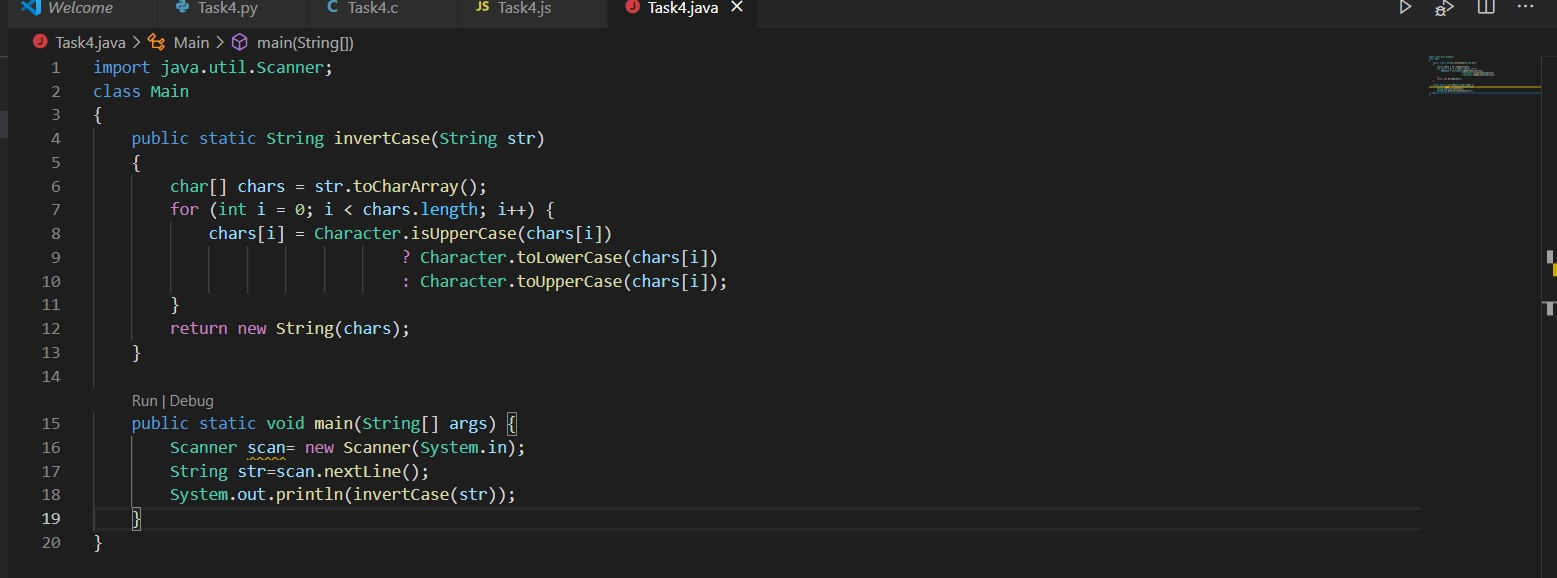 Welcome Task4.py C Task4.c JS Task4.js J Task4.java ×
J Task4.java > Main > main(String[])
1 import java.util.Scanner;
2 class Main
3 {
4 public static String invertCase(String str)
5 {
6 char[] chars = str.toCharArray();
7 for (int i = 0; i < chars.length; i++) {
8 chars[i] = Character.isUpperCase(chars[i])
9 ? Character.toLowerCase(chars[i])
10 : Character.toUpperCase(chars[i]);
11 }
12 return new String(chars);
13 }
14
Run | Debug
15 public static void main(String[] args) {
16 Scanner scan= new Scanner(System.in);
17 String str=scan.nextLine();
18 System.out.println(invertCase(str));
19 }
20 }